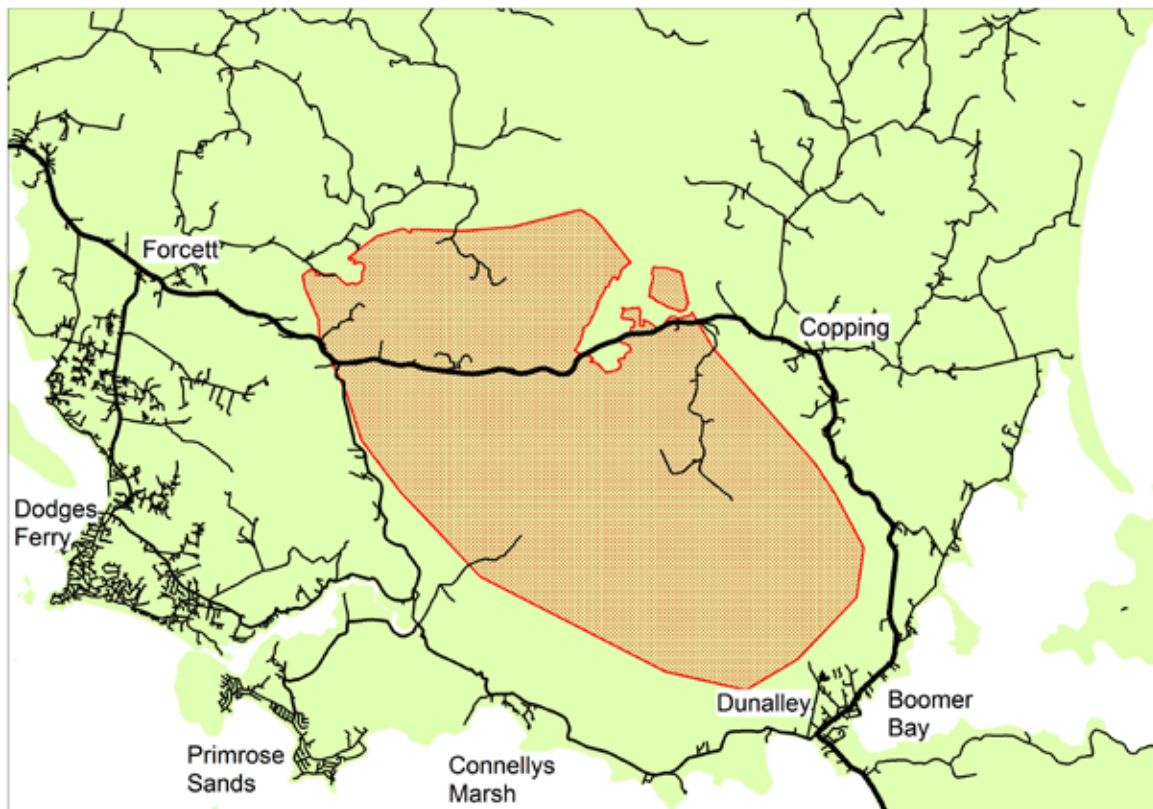 Forcett
Copping
Dodges
Ferry
Dunalley
Boomer
Bay
Primrose
Sands
Connellys
Marsh